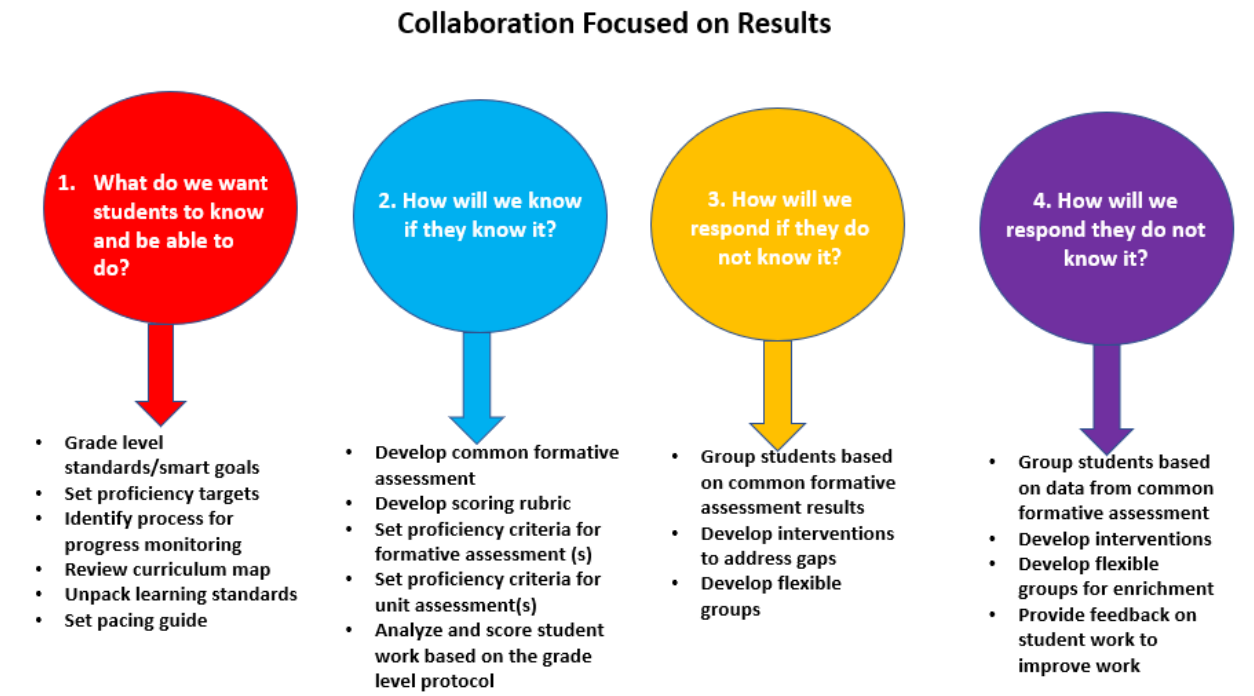 Collaboration Focused on Results
1. What do we want
students to know
and be able to
do?
2. How will we know
if they know it?
3. How will we
respond if they do
not know it?
4. How will we
respond they do not
know it?
• Grade level
standards/smart goals
• Set proficiency targets
• Identify process for
progress monitoring
• Review curriculum map
• Unpack learning standards
• Set pacing guide
• Develop common formative
assessment
• Develop scoring rubric
• Set proficiency criteria for
formative assessment (s)
• Set proficiency criteria for
unit assessment(s)
• Analyze and score student
work based on the grade
level protocol
• Group students based
on common formative
assessment results
• Develop interventions
to address gaps
• Develop flexible
groups
• Group students based
on data from common
formative assessment
• Develop interventions
• Develop flexible
groups for enrichment
• Provide feedback on
student work to
improve work